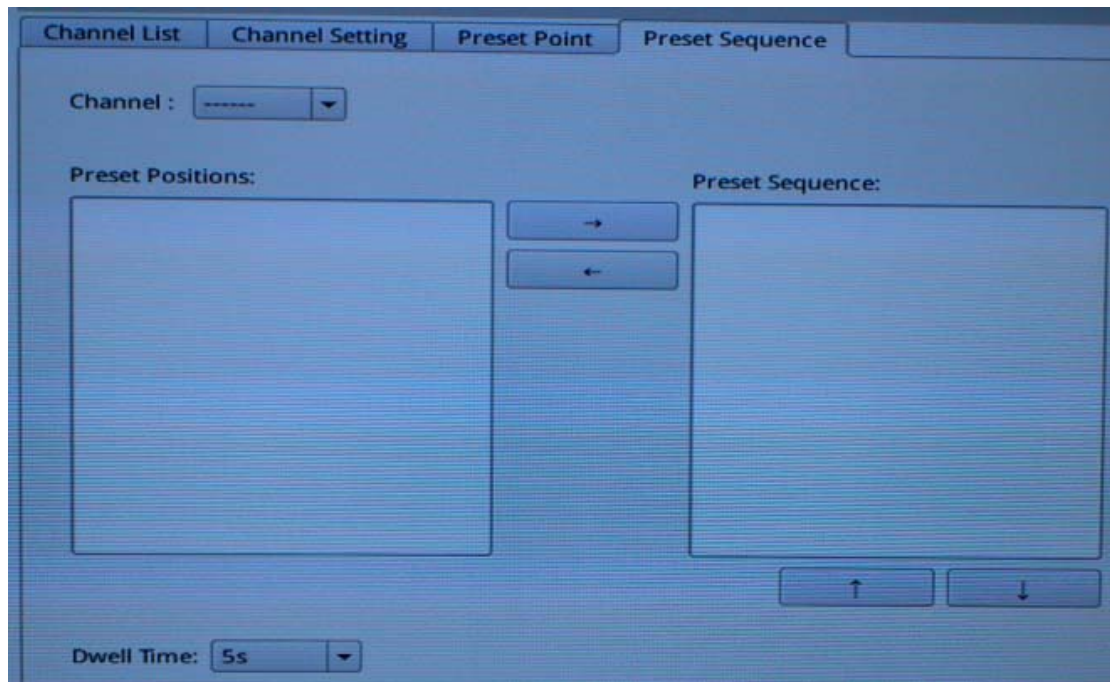 Channel List Channel Setting Preset Point Preset Sequence
Channel : ------
Preset Positions: Preset Sequence:
→
←
↑ ↓
Dwell Time: 5s